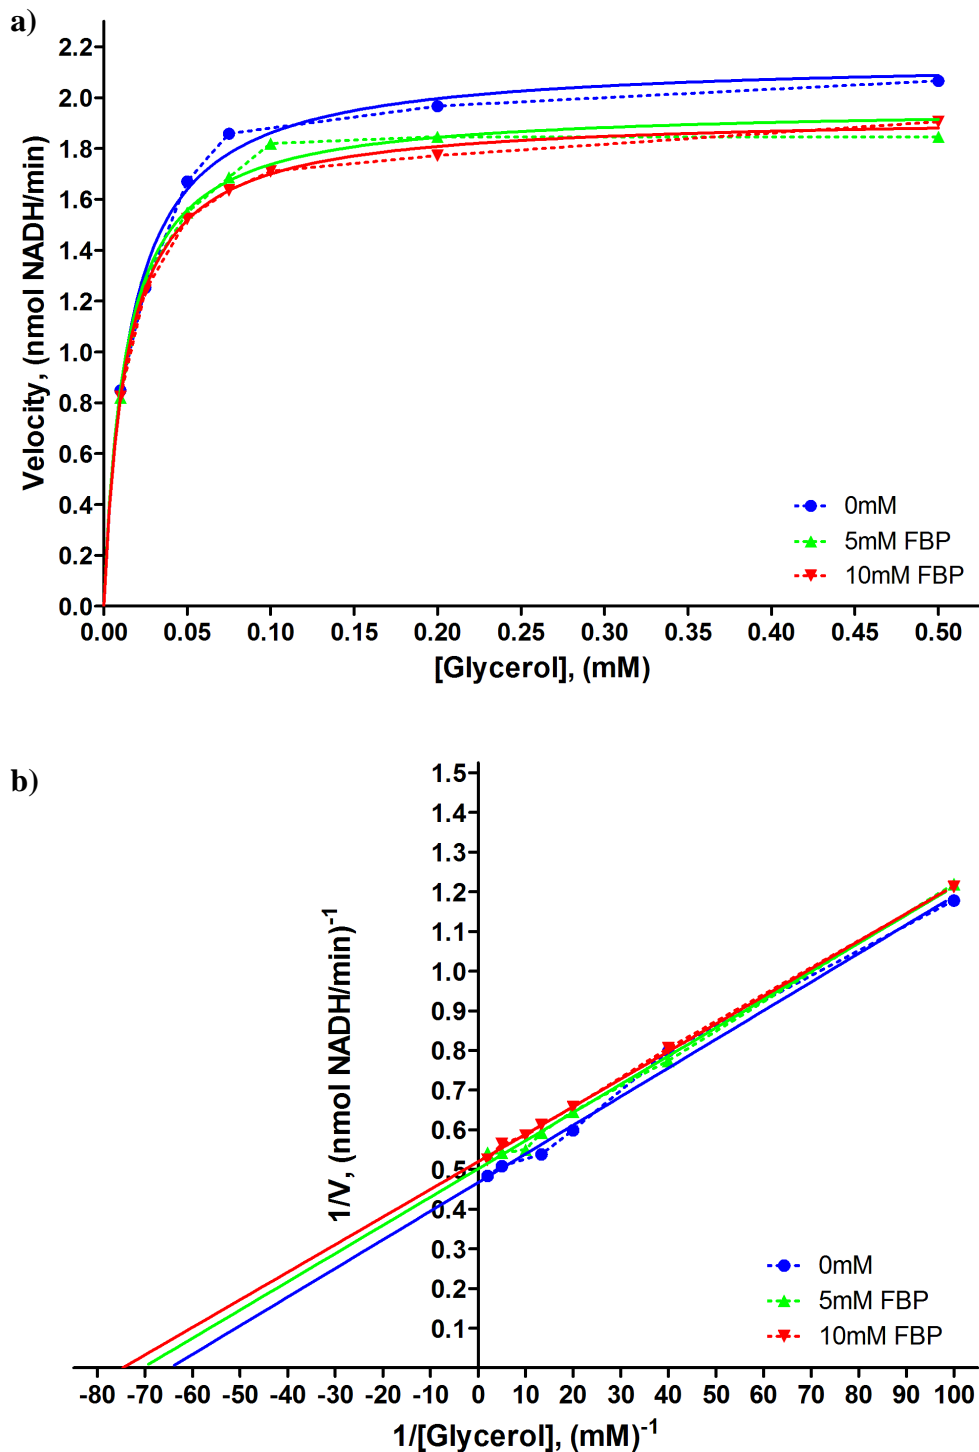 a)
Velocity, (nmol NADH/min)
2.2
2.0
1.8
1.6
1.4
1.2
1.0
0.8
0.6
0.4
0.2
0.0
0mM
5mM FBP
10mM FBP
0.00 0.05 0.10 0.15 0.20 0.25 0.30 0.35 0.40 0.45 0.50
[Glycerol], (mM)
b)
1/V, (nmol NADH/min)-1
1.5
1.4
1.3
1.2
1.1
1.0
0.9
0.8
0.7
0.6
0.5
0.4
0.3
0.2
0.1
0mM
5mM FBP
10mM FBP
-80 -70 -60 -50 -40 -30 -20 -10 0 10 20 30 40 50 60 70 80 90 100
1/[Glycerol], (mM)-1